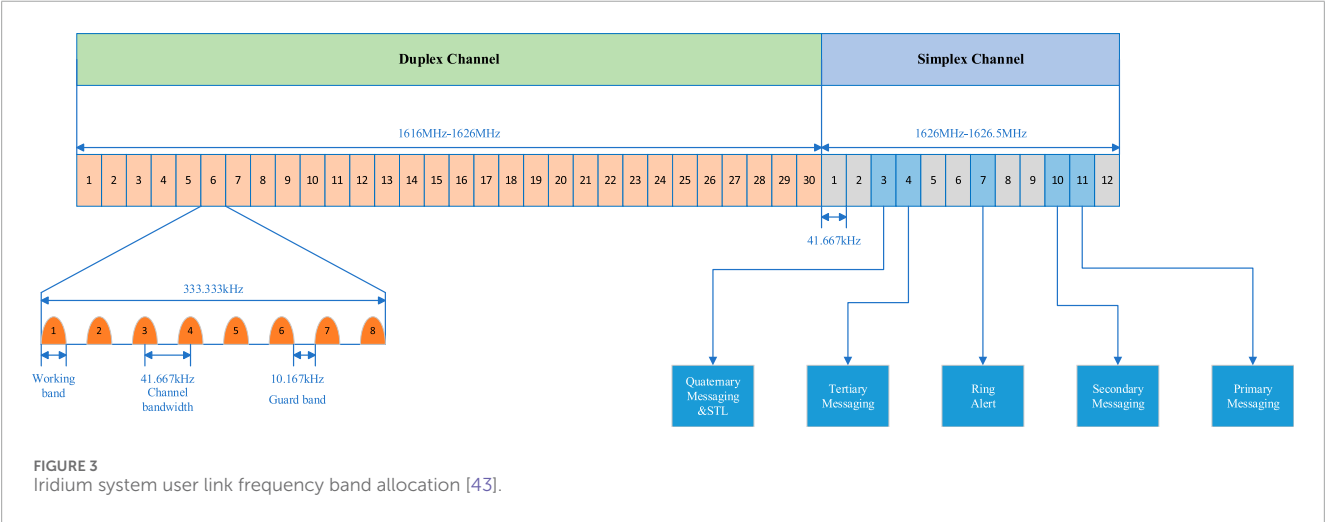 Duplex Channel
Simplex Channel
1616MHz-1626MHz
1626MHz-1626.5MHz
1 2 3 4 5 6 7 8 9 10 11 12 13 14 15 16 17 18 19 20 21 22 23 24 25 26 27 28 29 30 1 2 3 4 5 6 7 8 9 10 11 12
41.667kHz
333.333kHz
1 2 3 4 5 6 7 8
Working
band
41.667kHz
Channel
bandwidth
10.167kHz
Guard band
Quaternary
Messaging
&STL
Tertiary
Messaging
Ring
Alert
Secondary
Messaging
Primary
Messaging
FIGURE 3
Iridium system user link frequency band allocation [43].